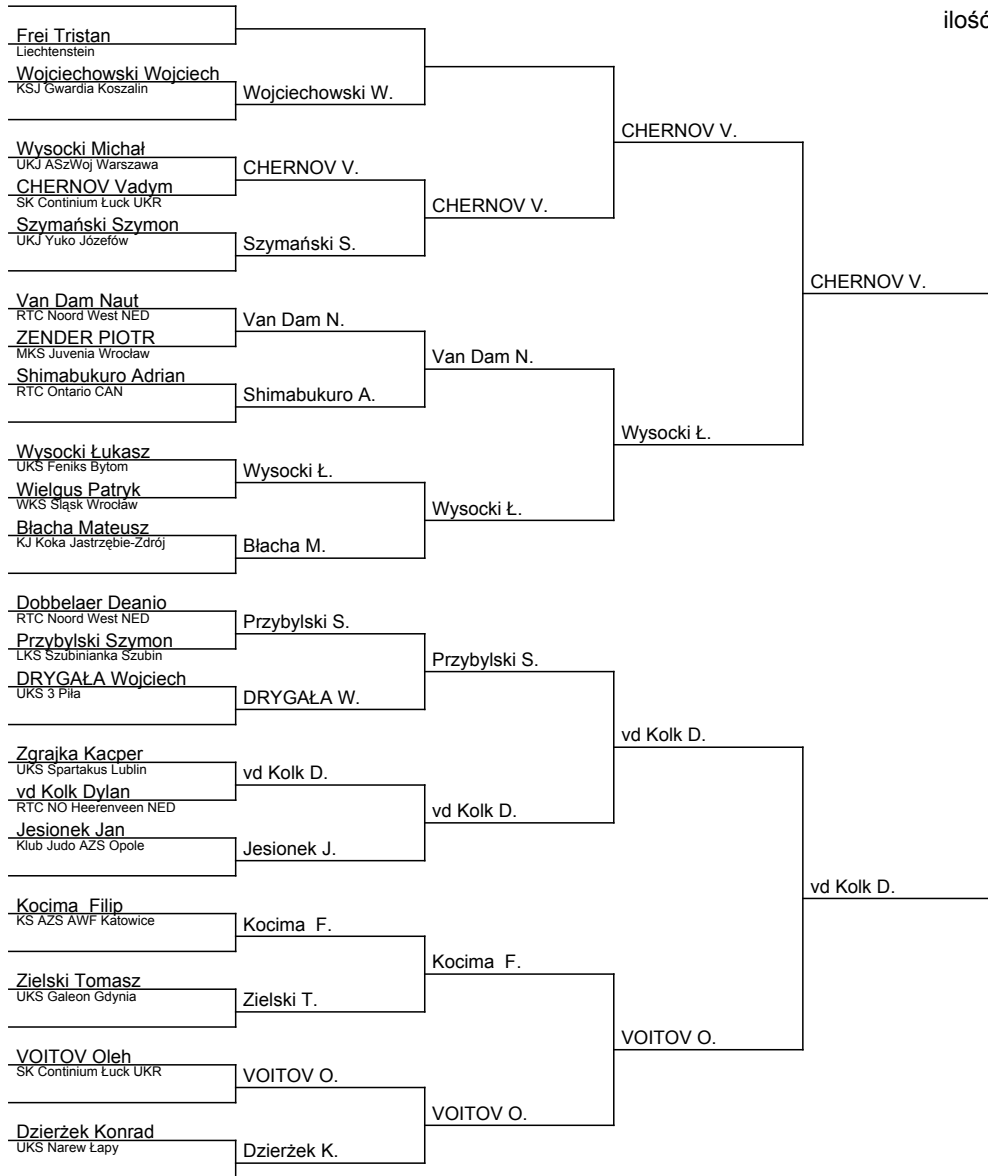 ilość
Frei Tristan
Liechtenstein
Wojciechowski Wojciech
KSJ Gwardia Koszalin
Wojciechowski W.
CHERNOV V.
Wysocki Michał
UKJ ASzWoj Warszawa
CHERNOV V.
CHERNOV Vadym
SK Continium Łuck UKR
CHERNOV V.
Szymański Szymon
UKJ Yuko Józefów
Szymański S.
CHERNOV V.
Van Dam Naut
RTC Noord West NED
Van Dam N.
ZENDER PIOTR
MKS Juvenia Wrocław
Van Dam N.
Shimabukuro Adrian
RTC Ontario CAN
Shimabukuro A.
Wysocki Ł.
Wysocki Łukasz
UKS Feniks Bytom
Wysocki Ł.
Wielgus Patryk
WKS Śląsk Wrocław
Wysocki Ł.
Błacha Mateusz
KJ Koka Jastrzębie-Zdrój
Błacha M.
Dobbelaer Deanio
RTC Noord West NED
Przybylski S.
Przybylski Szymon
LKS Szubinianka Szubin
Przybylski S.
DRYGAŁA Wojciech
UKS 3 Piła
DRYGAŁA W.
vd Kolk D.
Zgrajka Kacper
UKS Spartakus Lublin
vd Kolk D.
vd Kolk Dylan
RTC NO Heerenveen NED
vd Kolk D.
Jesionek Jan
Klub Judo AZS Opole
Jesionek J.
vd Kolk D.
Kocima Filip
KS AZS AWF Katowice
Kocima F.
Kocima F.
Zielski Tomasz
UKS Galeon Gdynia
Zielski T.
VOITOV O.
VOITOV Oleh
SK Continium Łuck UKR
VOITOV O.
VOITOV O.
Dzierżek Konrad
UKS Narew Łapy
Dzierżek K.